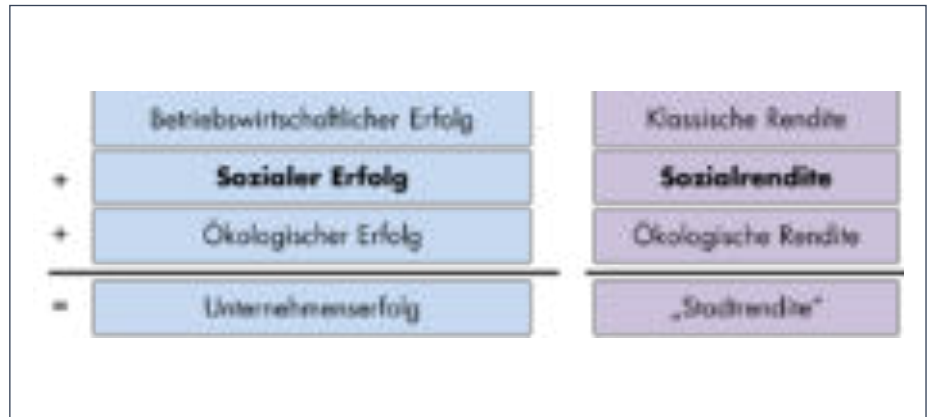 Betriebswirtschaftlicher Erfolg Klassische Rendite
+ Sozialer Erfolg Sozialrendite
+ Ökologischer Erfolg Ökologische Rendite
= Unternehmenserfolg „Stadtrendite“